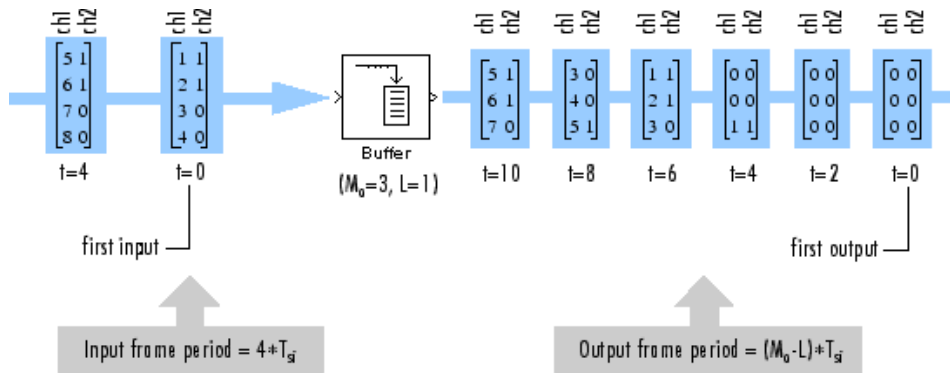 ch1 ch2 ch1 ch2 ch1 ch2 ch1 ch2 ch1 ch2 ch1 ch2 ch1 ch2 ch1 ch2
5 1 1 1 5 1 3 0 1 1 0 0 0 0 0 0
6 1 2 1 6 1 4 0 2 1 0 0 0 0 0 0
7 0 3 0 7 0 5 1 3 0 1 1 0 0 0 0
8 0 4 0
Buffer
t=4 t=0 (Mo=3, L=1) t=10 t=8 t=6 t=4 t=2 t=0
first input first output
Input frame period = 4*Tsi Output frame period = (Mo-L)*Tsi